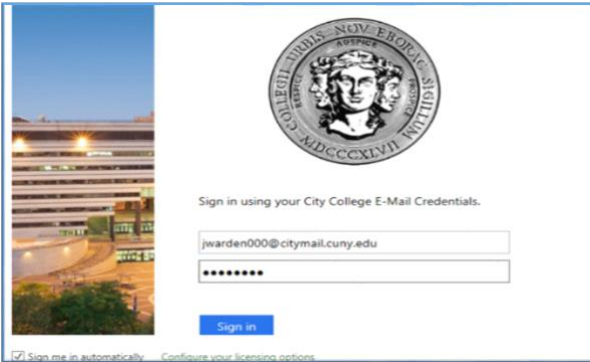 COLLEGII URBIS NOV EBORAC SIGILLUM
RESPICE ADSPICE PROSPICE
MDCCCXLVII
Sign in using your City College E-Mail Credentials.
jwarden000@citymail.cuny.edu
••••••••
Sign in
Sign me in automatically Configure your licensing options